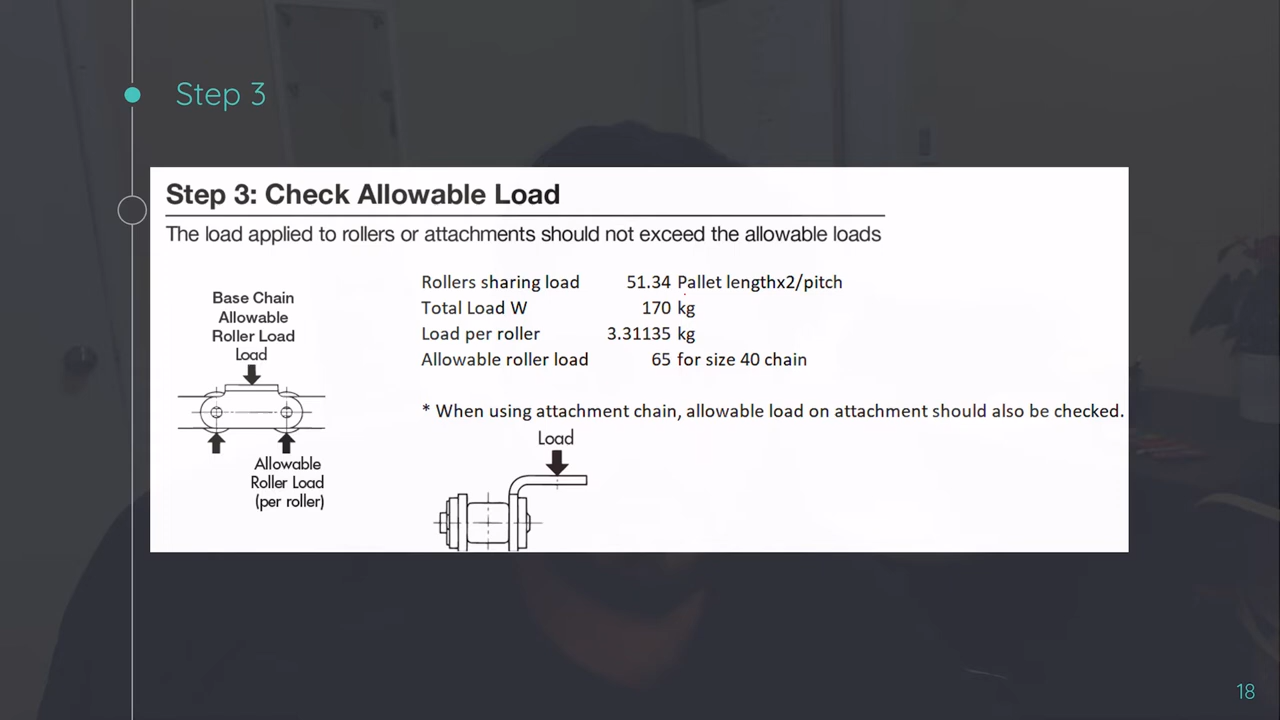 Step 3
Step 3: Check Allowable Load
The load applied to rollers or attachments should not exceed the allowable loads
Base Chain
Allowable
Roller Load
Load
Allowable
Roller Load
(per roller)
Rollers sharing load 51.34 Pallet lengthx2/pitch
Total Load W 170 kg
Load per roller 3.31135 kg
Allowable roller load 65 for size 40 chain
* When using attachment chain, allowable load on attachment should also be checked.
Load
18